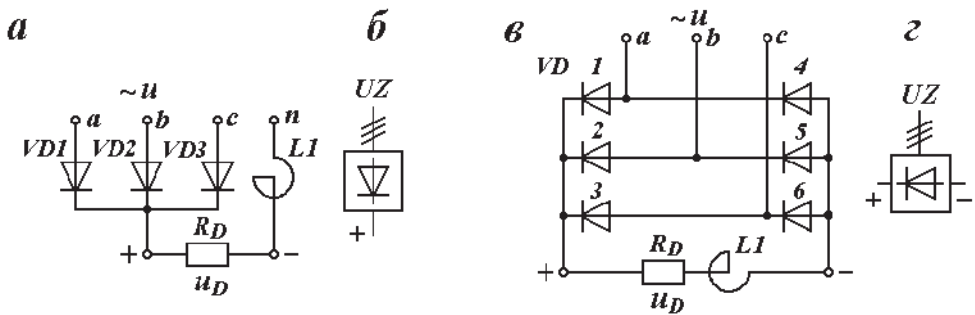 а
~u
a
b
c
n
VD1
VD2
VD3
L1
+
R_D
–
u_D
б
UZ
+
в
~u
a
b
c
VD
1
4
2
5
3
6
R_D
L1
+
–
u_D
г
UZ
+
–